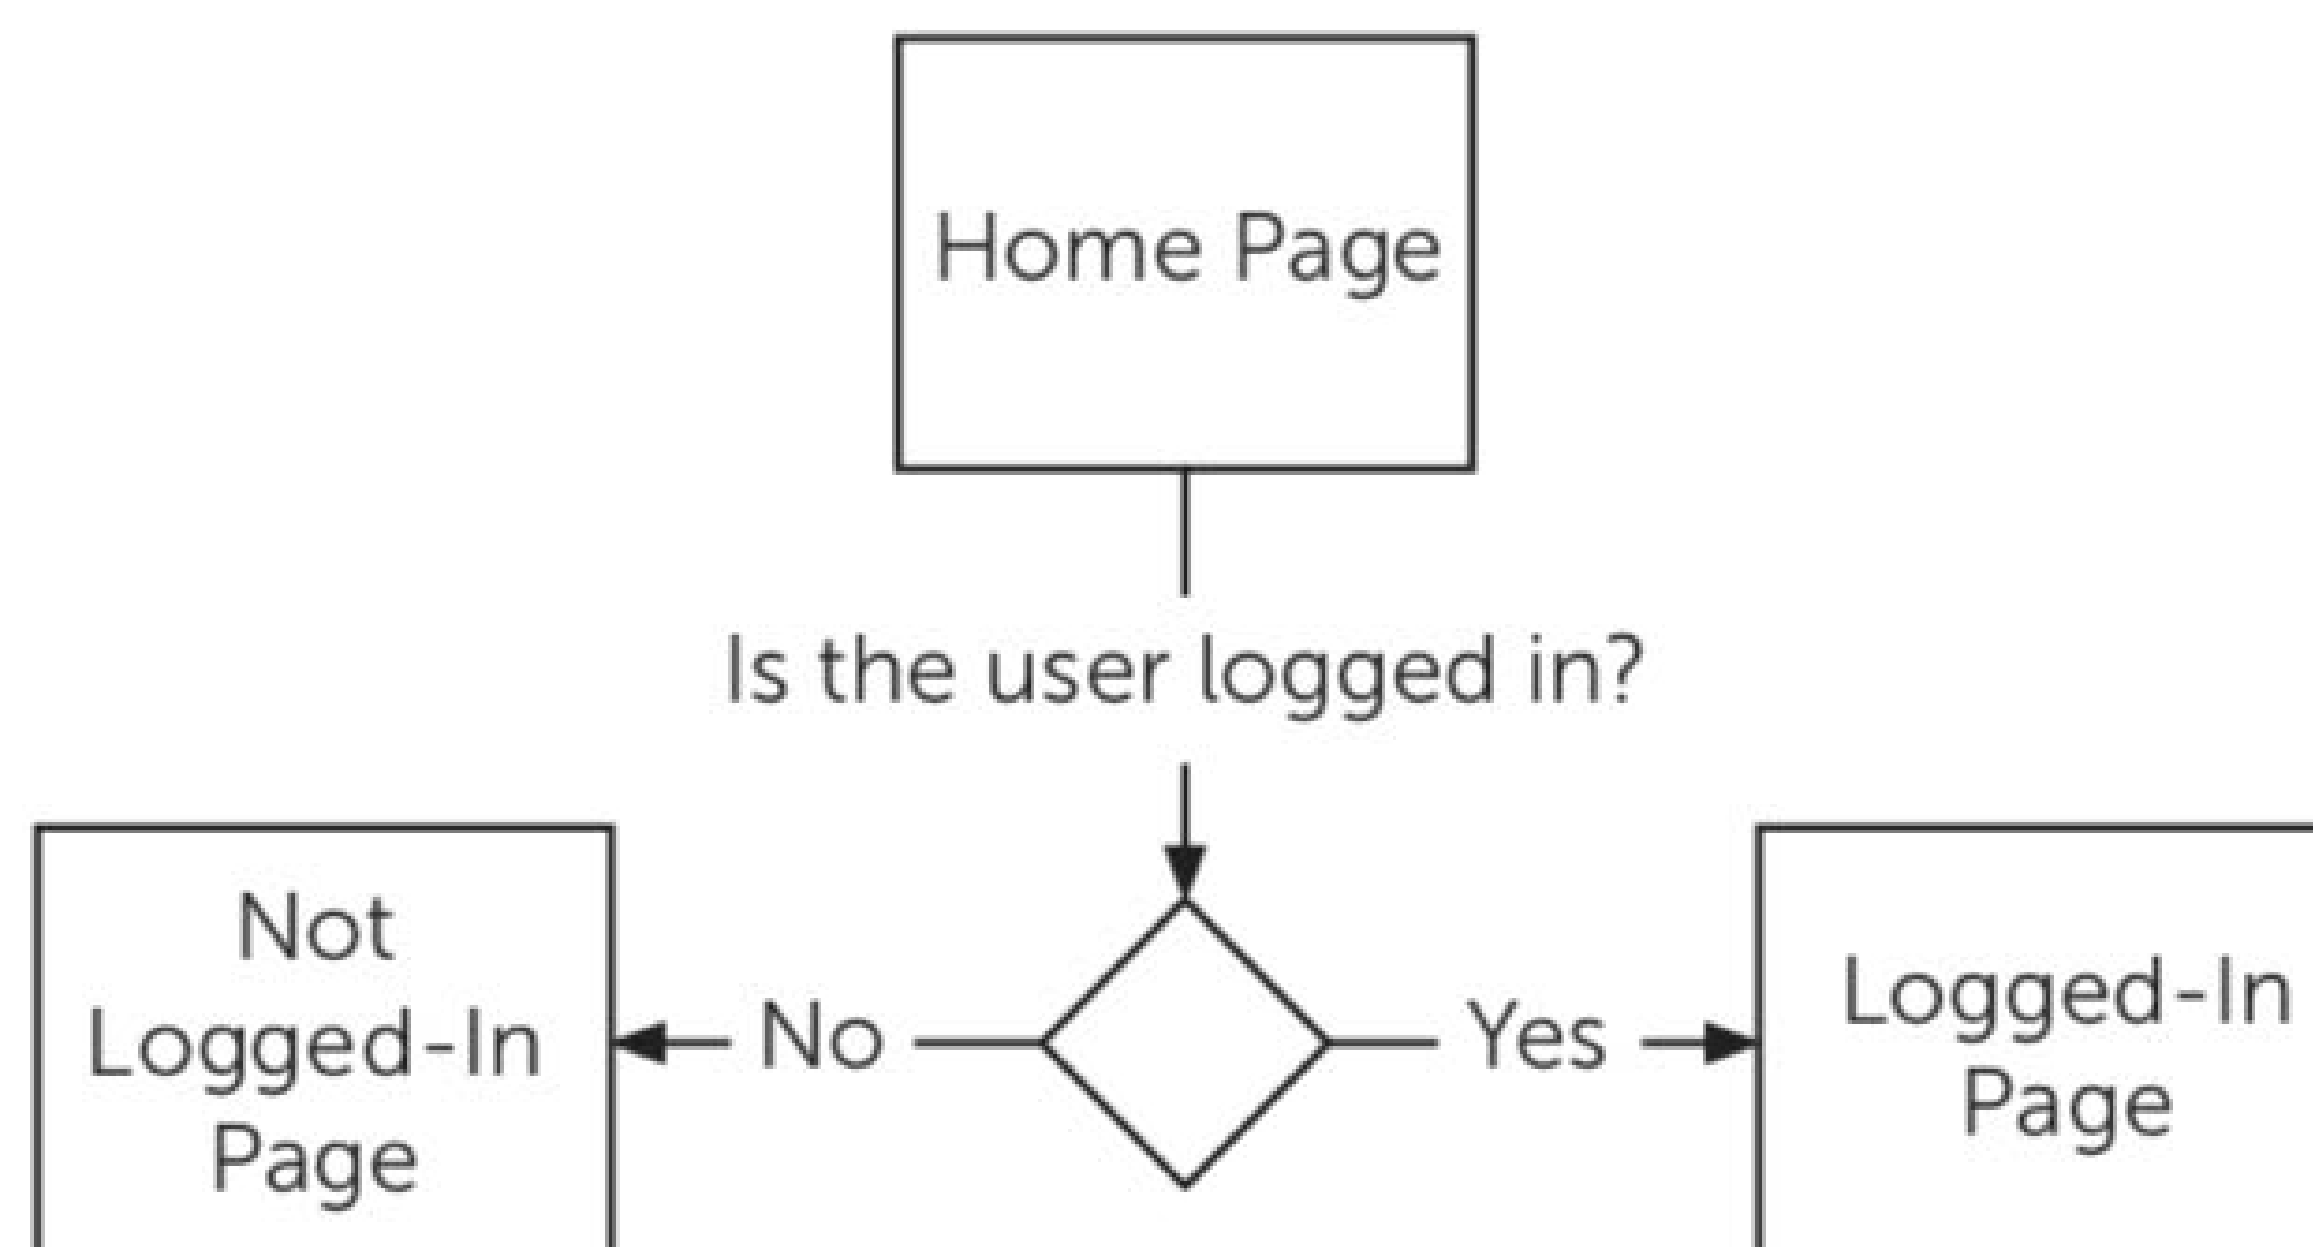 Home Page
Is the user logged in?
Not
Logged-In
Page
No
Yes
Logged-In
Page